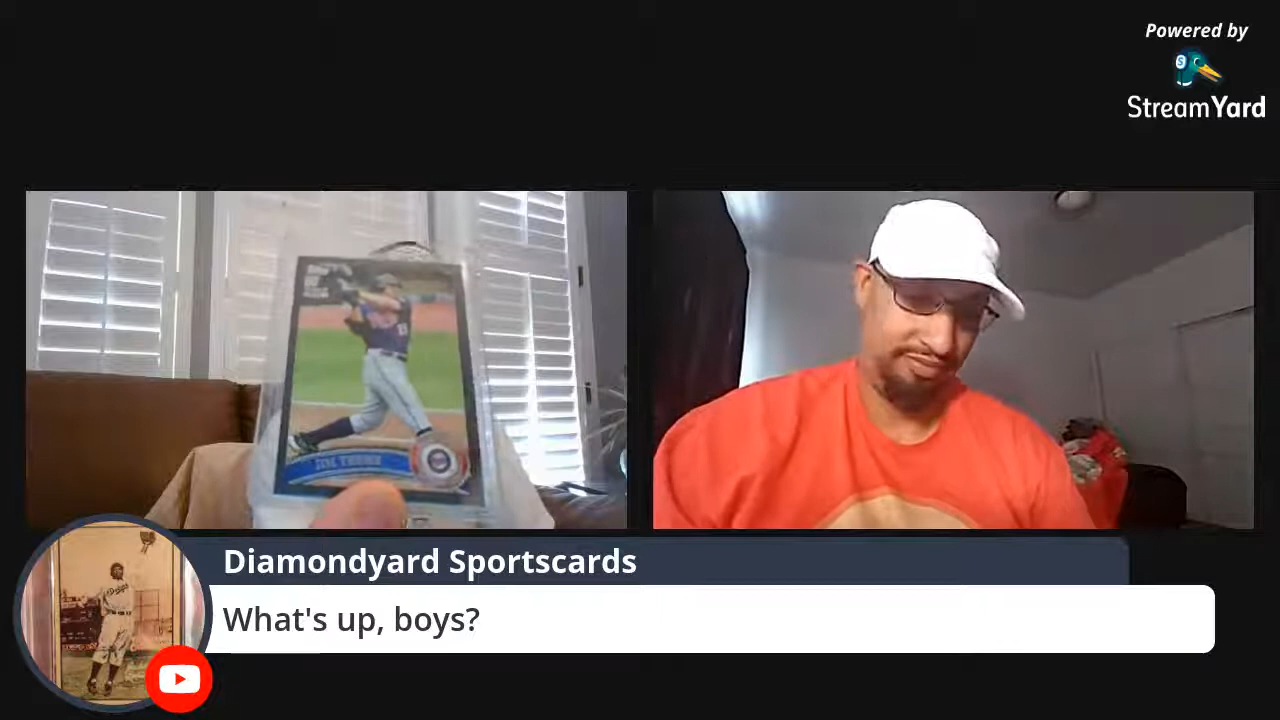 Powered by
StreamYard
JIM THOME
Diamondyard Sportscards
What's up, boys?